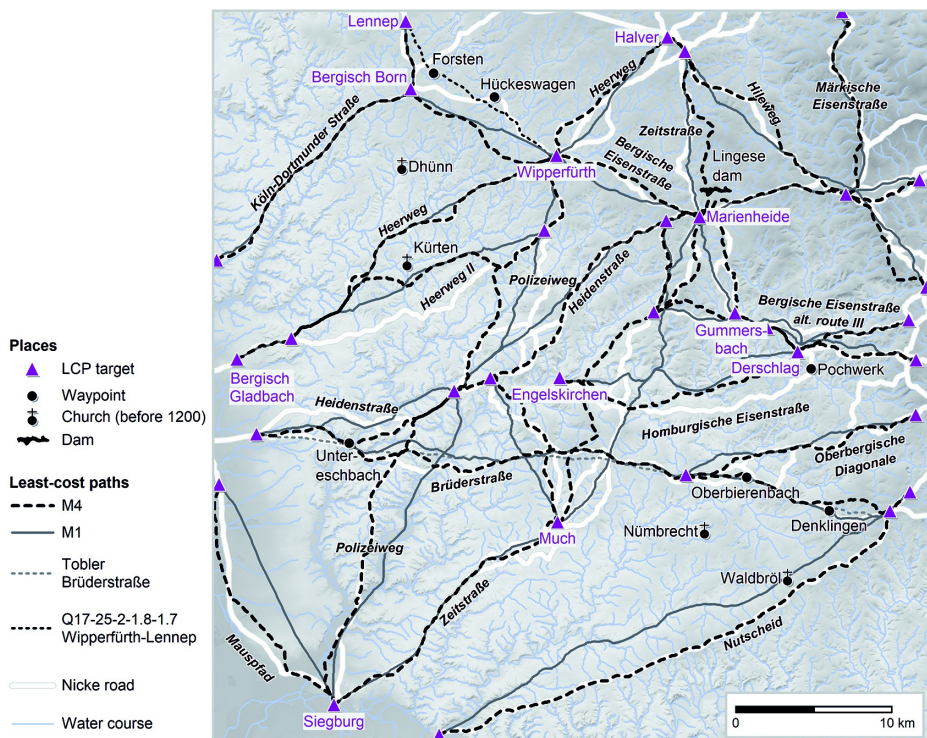 Places
LCP target
Waypoint
Church (before 1200)
Dam
Least-cost paths
M4
M1
Tobler
Brüderstraße
Q17-25-2-1.8-1.7
Wipperfürth-Lennep
Nicke road
Water course
Lennep
Halver
Forsten
Bergisch Born
Hückeswagen
Heerweg
Hileweg
Märkische
Eisenstraße
Köln-Dortmunder Straße
Zeitstraße
Bergische
Eisenstraße
Lingese
dam
Dhünn
Wipperfürth
Marienheide
Heerweg
Kürten
Heerweg II
Polizeiweg
Heidenstraße
Bergische Eisenstraße
alt. route III
Gummers-
bach
Derschlag
Pochwerk
Bergisch
Gladbach
Engelskirchen
Heidenstraße
Homburgische Eisenstraße
Unter-
eschbach
Brüderstraße
Oberbergische
Diagonale
Oberbierenbach
Denklingen
Much
Nümbrecht
Polizeiweg
Waldbröl
Zeitstraße
Nutscheid
Mauspfad
Siegburg
0
10 km